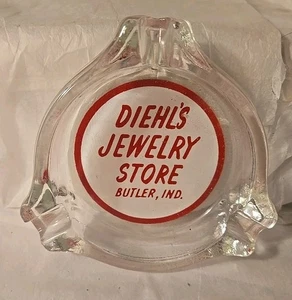 DIEHL'S
JEWELRY
STORE
BUTLER, IND.